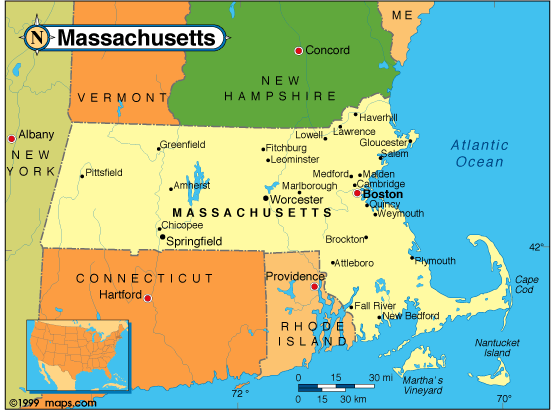 N Massachusetts
ME
Concord
NEW
HAMPSHIRE
VERMONT
Haverhill
Lawrence
Lowell
Gloucester
Salem
Atlantic
Ocean
Albany
NEW
YORK
Greenfield
Fitchburg
Leominster
Pittsfield
Amherst
Medford
Malden
Marlborough
Cambridge
Boston
Worcester
Quincy
Weymouth
MASSACHUSETTS
Chicopee
Springfield
Brockton
Plymouth
42°
Attleboro
CONNECTICUT
Hartford
Providence
Cape
Cod
Fall River
New Bedford
RHODE
ISLAND
Nantucket
Island
Martha's
Vineyard
0 15 30 mi
0 15 30 km
72°
70°
©1999 maps.com